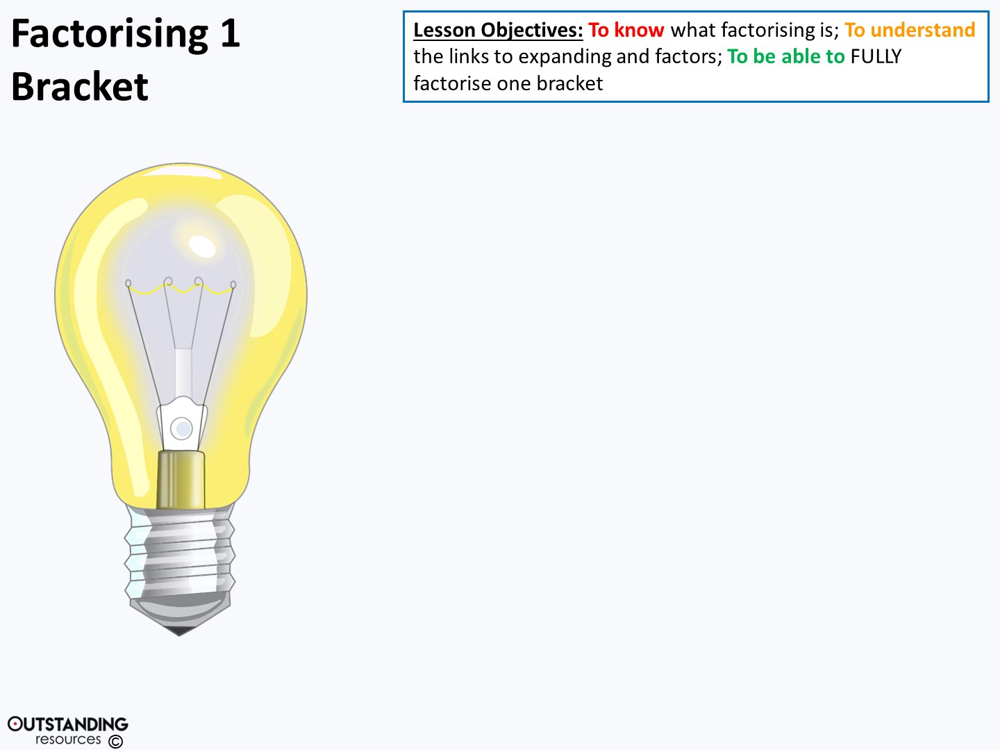 Factorising 1
Bracket
Lesson Objectives: To know what factorising is; To understand
the links to expanding and factors; To be able to FULLY
factorise one bracket
OUTSTANDING
resources ©